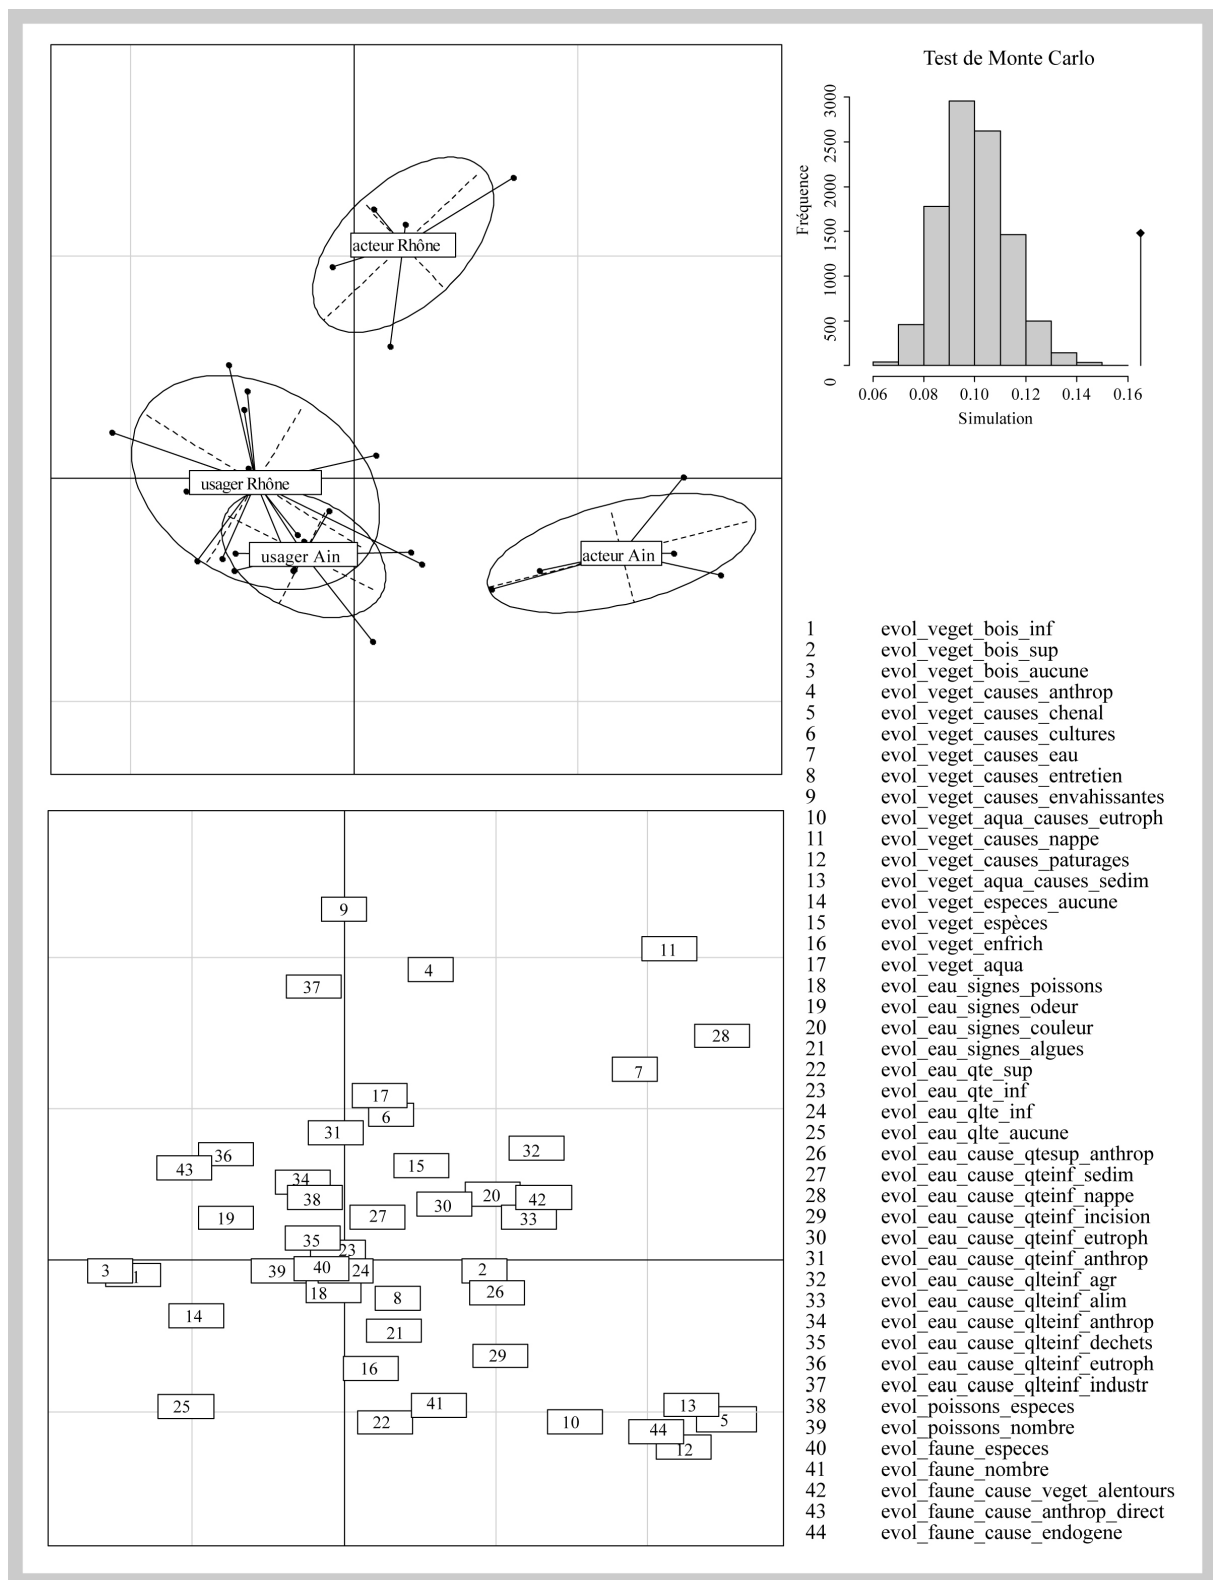 Test de Monte Carlo
3000
2500
2000
1500
1000
500
0
Fréquence
0.06 0.08 0.10 0.12 0.14 0.16
Simulation
acteur Rhône
usager Rhône
usager Ain
acteur Ain
1 evol_veget_bois_inf
2 evol_veget_bois_sup
3 evol_veget_bois_aucune
4 evol_veget_causes_anthrop
5 evol_veget_causes_chenal
6 evol_veget_causes_cultures
7 evol_veget_causes_eau
8 evol_veget_causes_entretien
9 evol_veget_causes_envahissantes
10 evol_veget_aqua_causes_eutroph
11 evol_veget_causes_nappe
12 evol_veget_causes_paturages
13 evol_veget_aqua_causes_sedim
14 evol_veget_especes_aucune
15 evol_veget_espèces
16 evol_veget_enfrich
17 evol_veget_aqua
18 evol_eau_signes_poissons
19 evol_eau_signes_odeur
20 evol_eau_signes_couleur
21 evol_eau_signes_algues
22 evol_eau_qte_sup
23 evol_eau_qte_inf
24 evol_eau_qlte_inf
25 evol_eau_qlte_aucune
26 evol_eau_cause_qtesup_anthrop
27 evol_eau_cause_qteinf_sedim
28 evol_eau_cause_qteinf_nappe
29 evol_eau_cause_qteinf_incision
30 evol_eau_cause_qteinf_eutroph
31 evol_eau_cause_qteinf_anthrop
32 evol_eau_cause_qlteinf_agr
33 evol_eau_cause_qlteinf_alim
34 evol_eau_cause_qlteinf_anthrop
35 evol_eau_cause_qlteinf_dechets
36 evol_eau_cause_qlteinf_eutroph
37 evol_eau_cause_qlteinf_industr
38 evol_poissons_especes
39 evol_poissons_nombre
40 evol_faune_especes
41 evol_faune_nombre
42 evol_faune_cause_veget_alentours
43 evol_faune_cause_anthrop_direct
44 evol_faune_cause_endogene
9
11
4
37
28
7
17
6
31
32
36
43
15
34
38
20
42
30
33
19
27
35
23
3
1
39
40
24
2
18
8
26
14
21
29
16
25
41
22
10
13
5
44
12